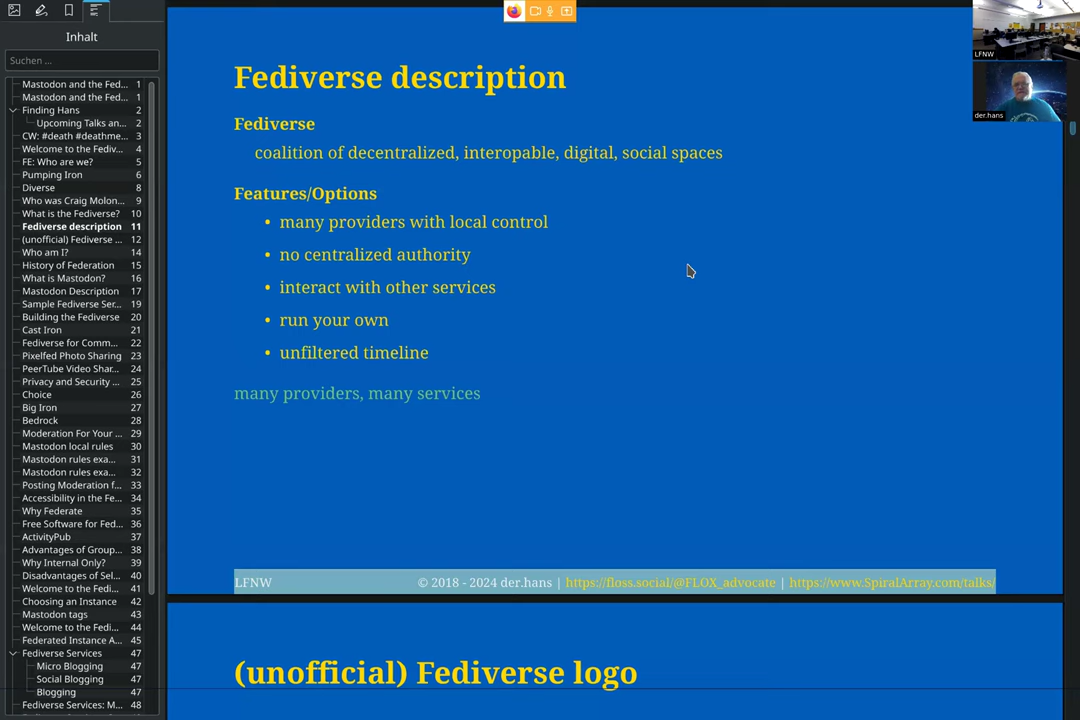 Inhalt
Suchen ...
Mastodon and the Fed... 1
Mastodon and the Fed... 1
Finding Hans 2
Upcoming Talks an... 2
CW: #death #deathme... 3
Welcome to the Fediv... 4
FE: Who are we? 5
Pumping Iron 6
Diverse 8
Who was Craig Molon... 9
What is the Fediverse? 10
Fediverse description 11
(unofficial) Fediverse ... 12
Who am I? 14
History of Federation 15
What is Mastodon? 16
Mastodon Description 17
Sample Fediverse Ser... 19
Building the Fediverse 20
Cast Iron 21
Fediverse for Comm... 22
Pixelfed Photo Sharing 23
PeerTube Video Shar... 24
Privacy and Security ... 25
Choice 26
Big Iron 27
Bedrock 28
Moderation For Your ... 29
Mastodon local rules 30
Mastodon rules exa... 31
Mastodon rules exa... 32
Posting Moderation f... 33
Accessibility in the Fe... 34
Why Federate 35
Free Software for Fed... 36
ActivityPub 37
Advantages of Group... 38
Why Internal Only? 39
Disadvantages of Sel... 40
Welcome to the Fedi... 41
Choosing an Instance 42
Mastodon tags 43
Welcome to the Fedi... 44
Federated Instance A... 45
Fediverse Services 47
Micro Blogging 47
Social Blogging 47
Blogging 47
Fediverse Services: M... 48
Fediverse description
Fediverse
coalition of decentralized, interopable, digital, social spaces
Features/Options
• many providers with local control
• no centralized authority
• interact with other services
• run your own
• unfiltered timeline
many providers, many services
LFNW © 2018 - 2024 der.hans | https://floss.social/@FLOX_advocate | https://www.SpiralArray.com/talks/
(unofficial) Fediverse logo
LFNW
der.hans